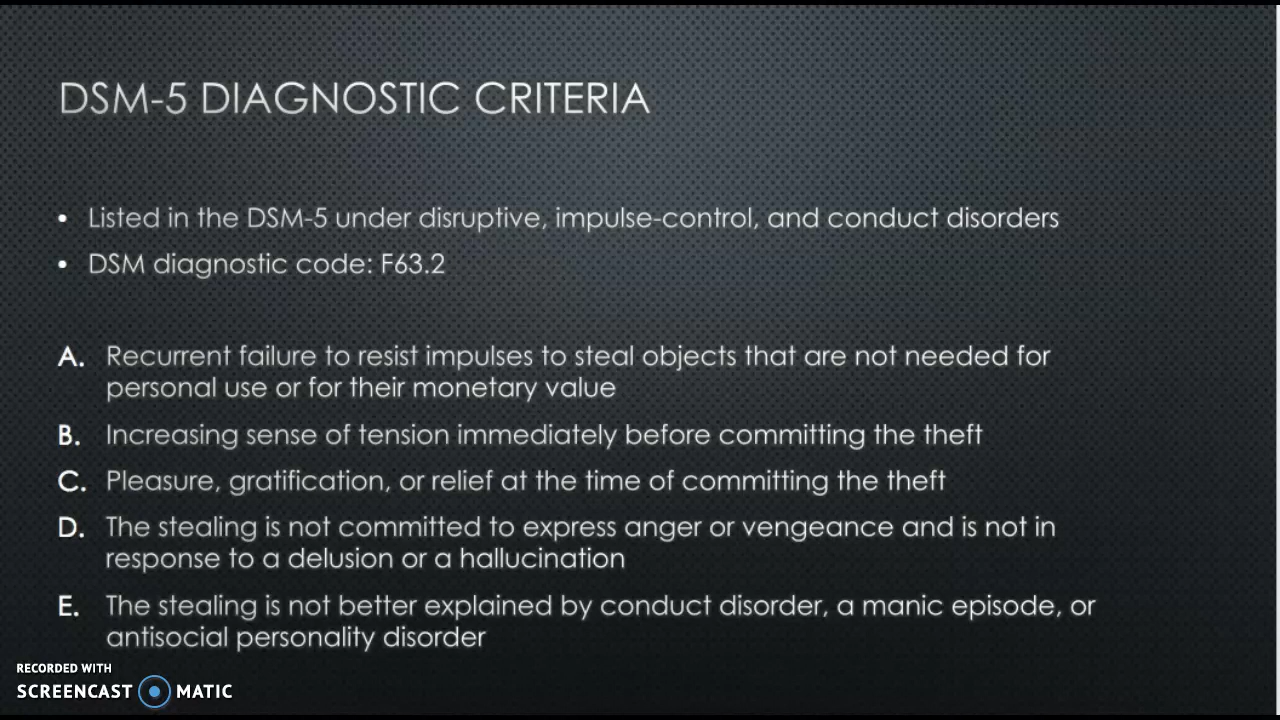 DSM-5 DIAGNOSTIC CRITERIA
• Listed in the DSM-5 under disruptive, impulse-control, and conduct disorders
• DSM diagnostic code: F63.2
A. Recurrent failure to resist impulses to steal objects that are not needed for
personal use or for their monetary value
B. Increasing sense of tension immediately before committing the theft
C. Pleasure, gratification, or relief at the time of committing the theft
D. The stealing is not committed to express anger or vengeance and is not in
response to a delusion or a hallucination
E. The stealing is not better explained by conduct disorder, a manic episode, or
antisocial personality disorder
RECORDED WITH
SCREENCAST MATIC